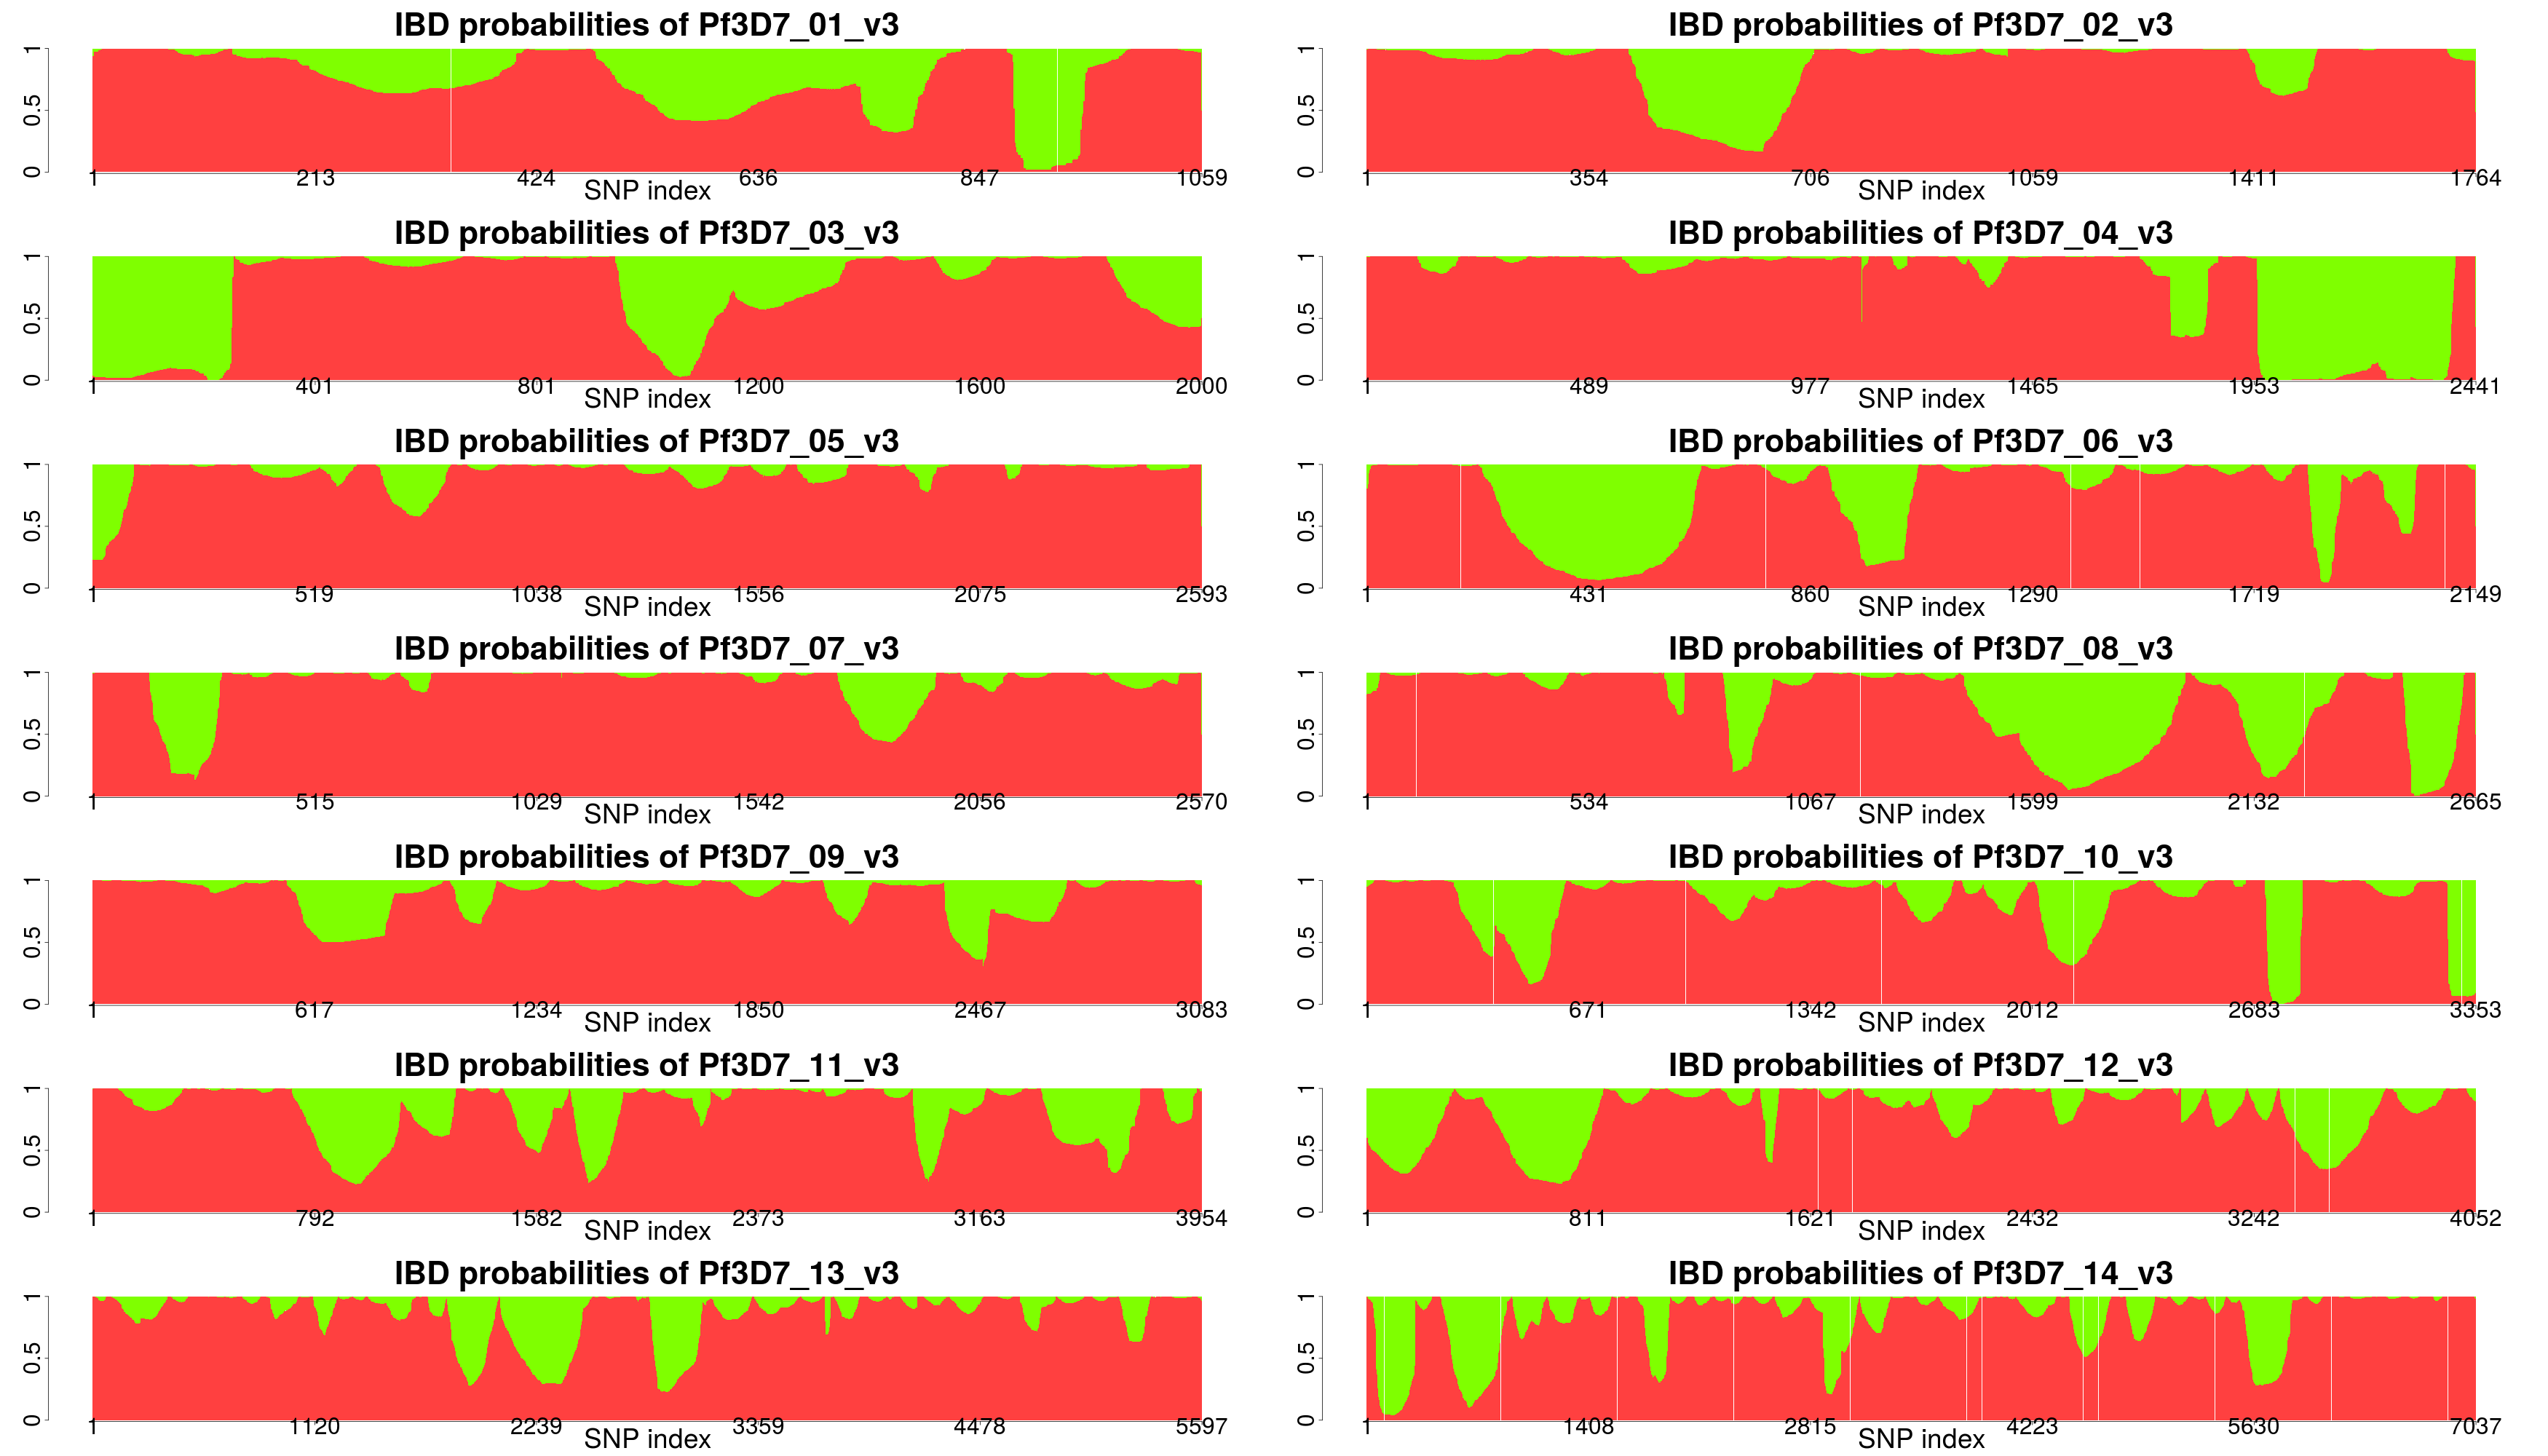 IBD probabilities of Pf3D7_01_v3
0 0.5 1
1 213 424 636 847 1059
SNP index
IBD probabilities of Pf3D7_02_v3
0 0.5 1
1 354 706 1059 1411 1764
SNP index
IBD probabilities of Pf3D7_03_v3
0 0.5 1
1 401 801 1200 1600 2000
SNP index
IBD probabilities of Pf3D7_04_v3
0 0.5 1
1 489 977 1465 1953 2441
SNP index
IBD probabilities of Pf3D7_05_v3
0 0.5 1
1 519 1038 1556 2075 2593
SNP index
IBD probabilities of Pf3D7_06_v3
0 0.5 1
1 431 860 1290 1719 2149
SNP index
IBD probabilities of Pf3D7_07_v3
0 0.5 1
1 515 1029 1542 2056 2570
SNP index
IBD probabilities of Pf3D7_08_v3
0 0.5 1
1 534 1067 1599 2132 2665
SNP index
IBD probabilities of Pf3D7_09_v3
0 0.5 1
1 617 1234 1850 2467 3083
SNP index
IBD probabilities of Pf3D7_10_v3
0 0.5 1
1 671 1342 2012 2683 3353
SNP index
IBD probabilities of Pf3D7_11_v3
0 0.5 1
1 792 1582 2373 3163 3954
SNP index
IBD probabilities of Pf3D7_12_v3
0 0.5 1
1 811 1621 2432 3242 4052
SNP index
IBD probabilities of Pf3D7_13_v3
0 0.5 1
1 1120 2239 3359 4478 5597
SNP index
IBD probabilities of Pf3D7_14_v3
0 0.5 1
1 1408 2815 4223 5630 7037
SNP index